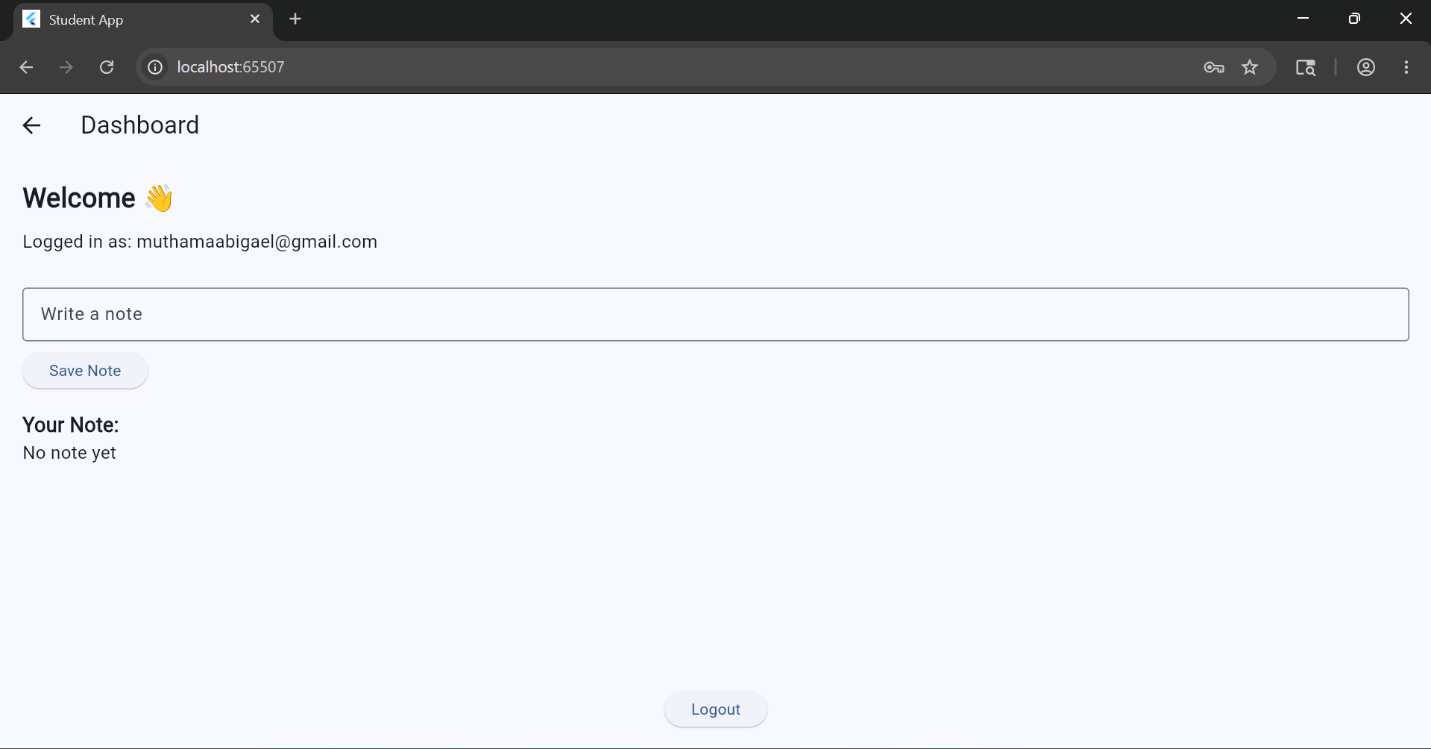 Student App
localhost:65507
Dashboard
Welcome 👋
Logged in as: muthamaabigael@gmail.com
Write a note
Save Note
Your Note:
No note yet
Logout